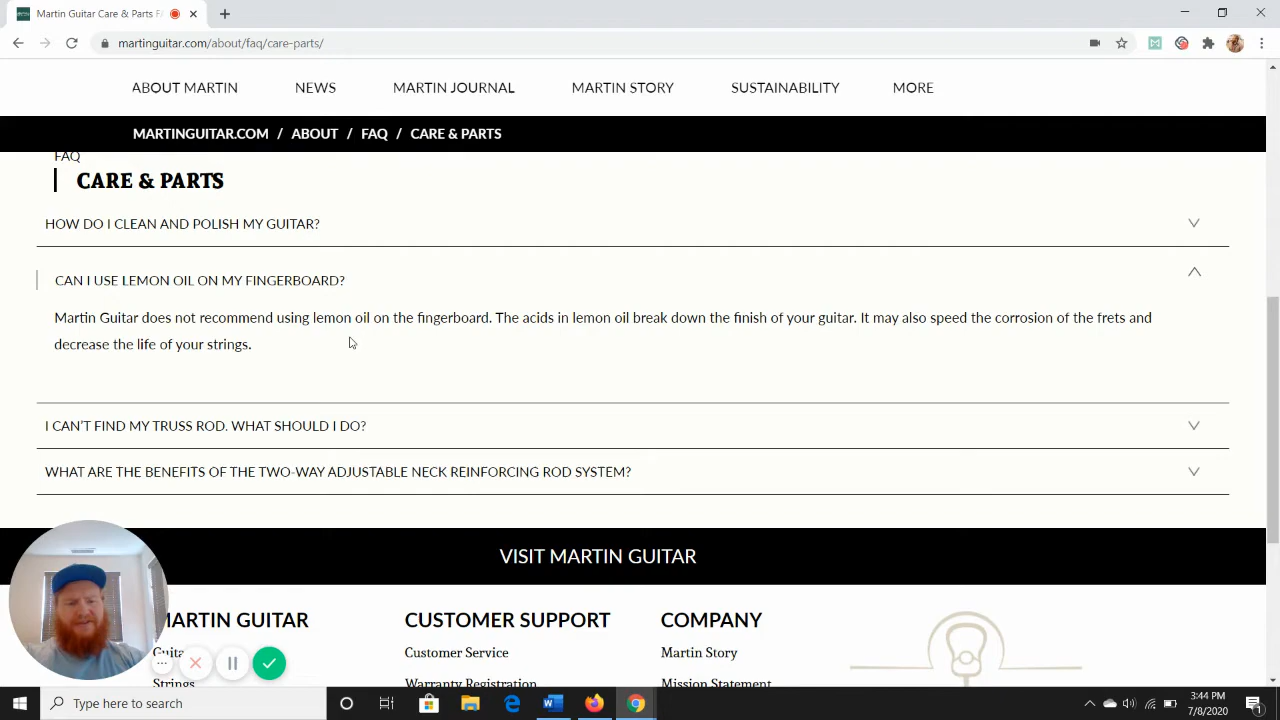 Martin Guitar Care & Parts F
martinguitar.com/about/faq/care-parts/
ABOUT MARTIN NEWS MARTIN JOURNAL MARTIN STORY SUSTAINABILITY MORE
MARTINGUITAR.COM / ABOUT / FAQ / CARE & PARTS
FAQ
CARE & PARTS
HOW DO I CLEAN AND POLISH MY GUITAR?
CAN I USE LEMON OIL ON MY FINGERBOARD?
Martin Guitar does not recommend using lemon oil on the fingerboard. The acids in lemon oil break down the finish of your guitar. It may also speed the corrosion of the frets and
decrease the life of your strings.
I CAN'T FIND MY TRUSS ROD. WHAT SHOULD I DO?
WHAT ARE THE BENEFITS OF THE TWO-WAY ADJUSTABLE NECK REINFORCING ROD SYSTEM?
VISIT MARTIN GUITAR
MARTIN GUITAR CUSTOMER SUPPORT COMPANY
Guita Customer Service Martin Story
Strings Warranty Registration Mission Statement
Type here to search
3:44 PM
7/8/2020